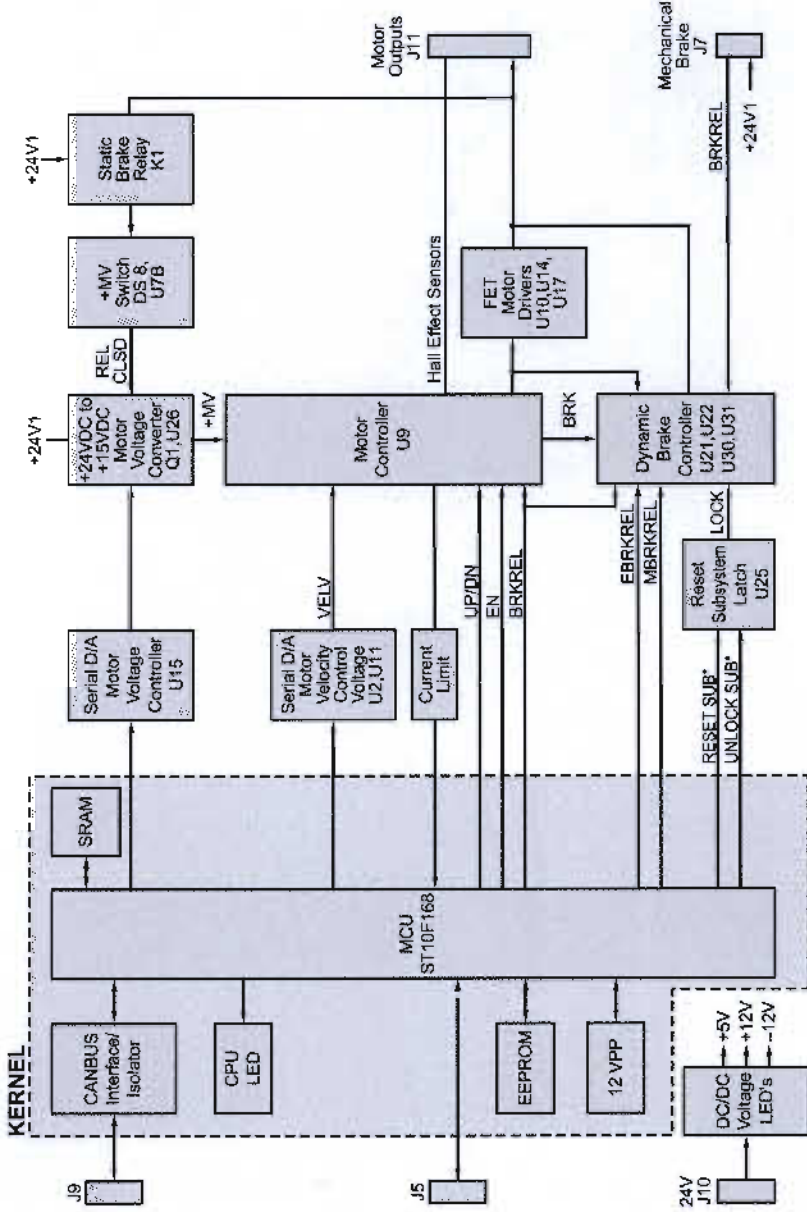 KERNEL
J9
CANBUS
Interface/
Isolator
CPU
LED
J5
EEPROM
12 VPP
24V
J10
DC/DC
Voltage
LED's
+5V
+12V
–12V
SRAM
MCU
ST10F168
Serial D/A
Motor
Voltage
Controller
U15
Serial D/A
Motor
Velocity
Control
Voltage
U2,U11
VELV
Current
Limit
UP/DN
EN
BRKREL
EBRKREL
MBRKREL
RESET SUB*
UNLOCK SUB*
Reset
Subsystem
Latch
U25
LOCK
+24V1
+24VDC to
+15VDC
Motor
Voltage
Converter
Q1,U26
+MV
REL
CLSD
+MV
Switch
DS 8,
U7B
+24V1
Static
Brake
Relay
K1
Motor Controller
U9
Hall Effect Sensors
BRK
FET
Motor
Drivers
U10,U14,
U17
Dynamic
Brake
Controller
U21,U22
U30,U31
Motor
Outputs
J11
BRKREL
Mechanical
Brake
J7
+24V1